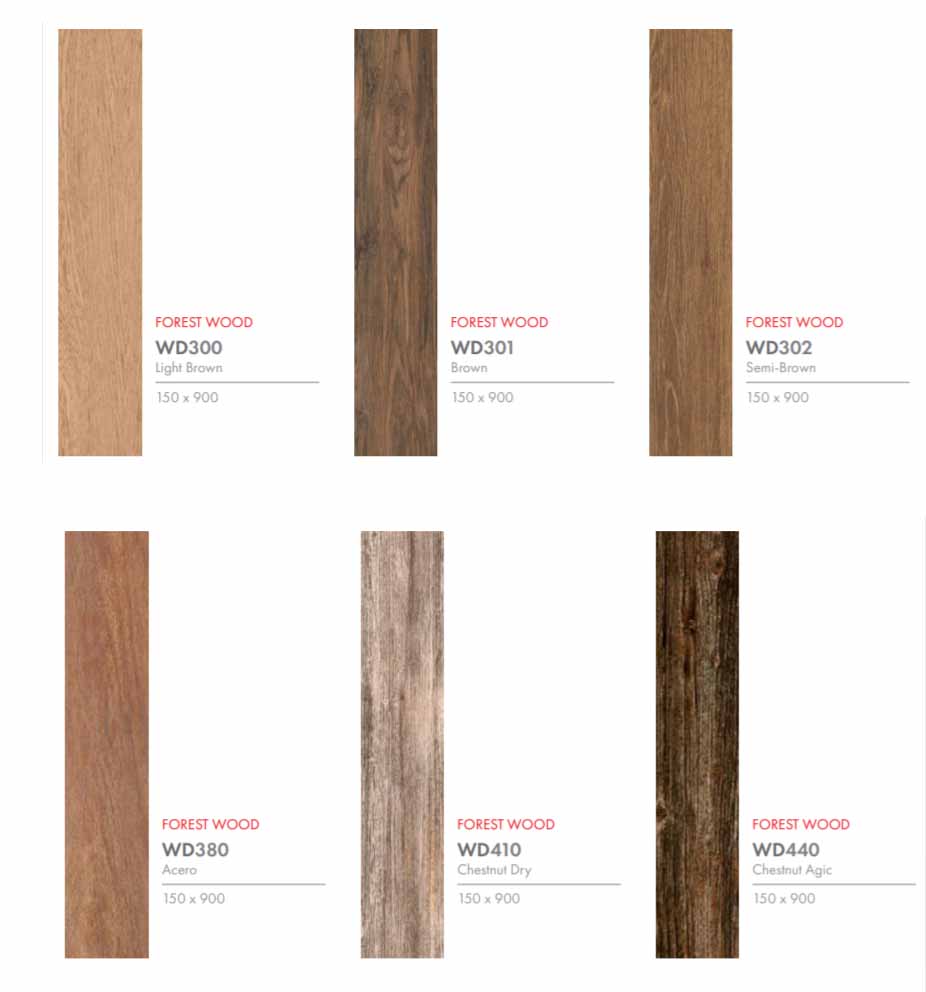 FOREST WOOD
WD300
Light Brown
150 x 900
FOREST WOOD
WD301
Brown
150 x 900
FOREST WOOD
WD302
Semi-Brown
150 x 900
FOREST WOOD
WD380
Acero
150 x 900
FOREST WOOD
WD410
Chestnut Dry
150 x 900
FOREST WOOD
WD440
Chestnut Agic
150 x 900